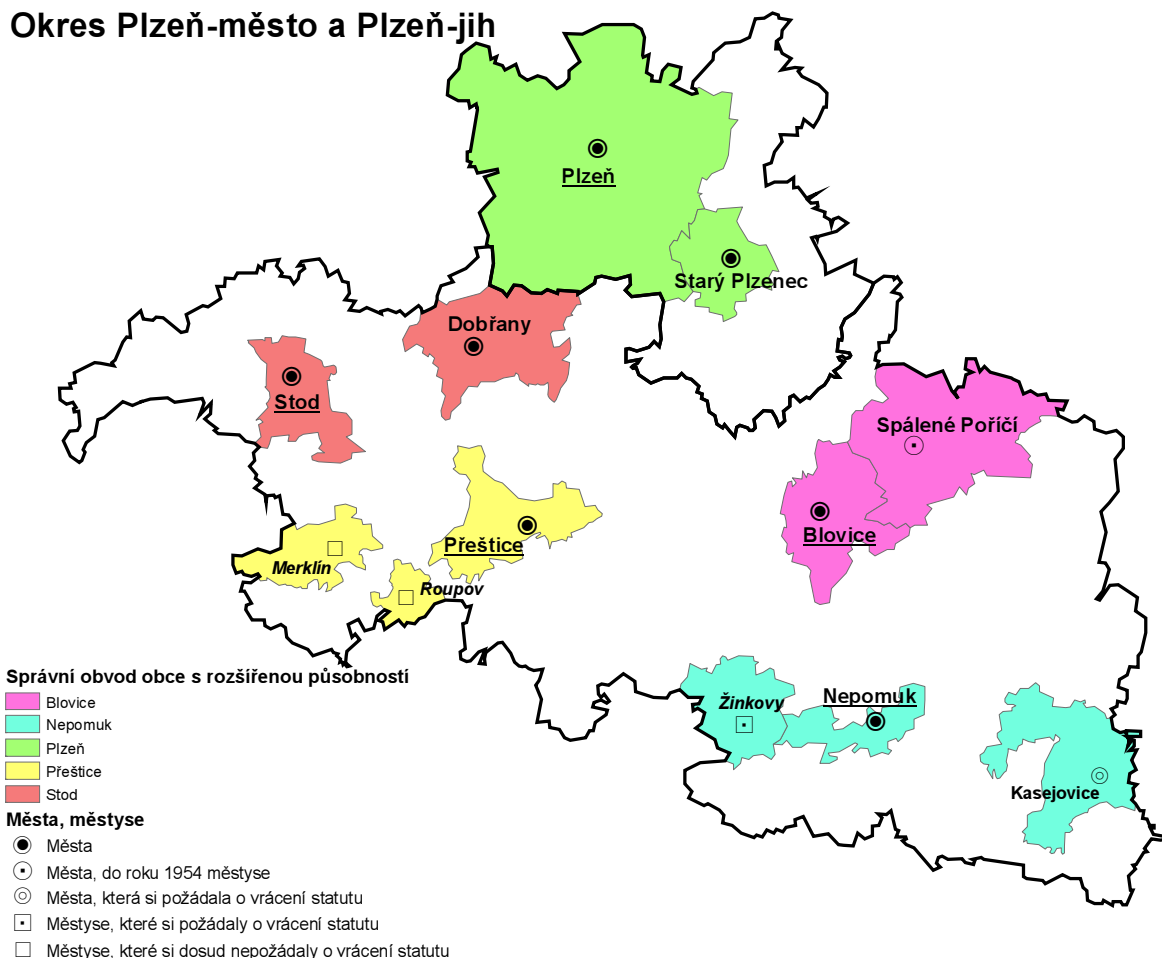 Okres Plzeň-město a Plzeň-jih
Plzeň
Starý Plzenec
Dobřany
Stod
Spálené Poříčí
Blovice
Přeštice
Merklín
Roupov
Žinkovy
Nepomuk
Kasejovice
Správní obvod obce s rozšířenou působností
Blovice
Nepomuk
Plzeň
Přeštice
Stod
Města, městyse
Města
Města, do roku 1954 městyse
Města, která si požádala o vrácení statutu
Městyse, které si požádaly o vrácení statutu
Městyse, které si dosud nepožádaly o vrácení statutu